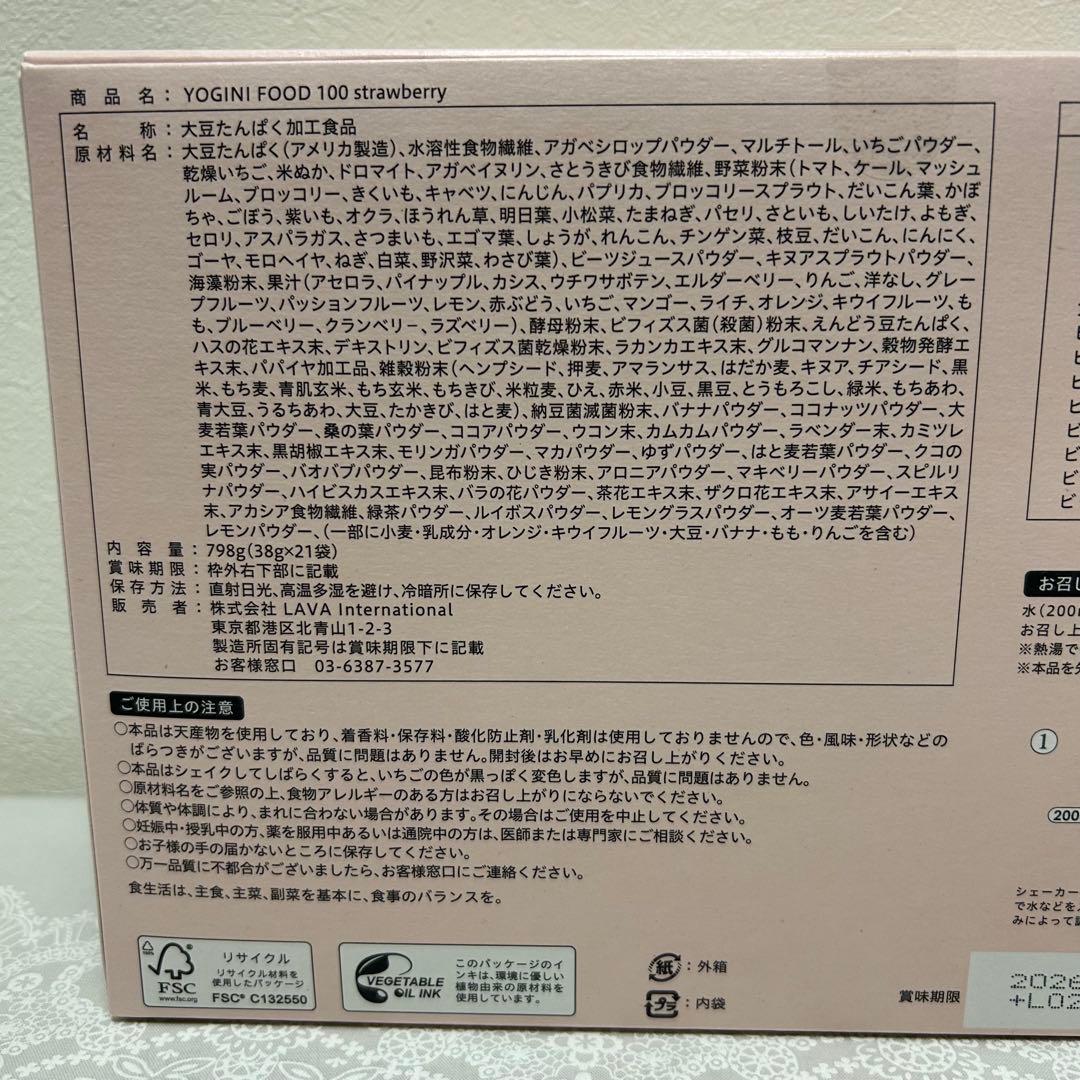 商品名：YOGINI FOOD 100 strawberry
名称：大豆たんぱく加工食品
原材料名：大豆たんぱく(アメリカ製造)、水溶性食物繊維、アガベシロップパウダー、マルチトール、いちごパウダー、
乾燥いちご、米ぬか、ドロマイト、アガベイヌリン、さとうきび食物繊維、野菜粉末(トマト、ケール、マッシュ
ルーム、ブロッコリー、きくいも、キャベツ、にんじん、パプリカ、ブロッコリースプラウト、だいこん葉、かぼ
ちゃ、ごぼう、紫いも、オクラ、ほうれん草、明日葉、小松菜、たまねぎ、パセリ、さといも、しいたけ、よもぎ、
セロリ、アスパラガス、さつまいも、エゴマ葉、しょうが、れんこん、チンゲン菜、枝豆、だいこん、にんにく、
ゴーヤ、モロヘイヤ、ねぎ、白菜、野沢菜、わさび葉)、ビーツジュースパウダー、キヌアスプラウトパウダー、
海藻粉末、果汁(アセロラ、パイナップル、カシス、ウチワサボテン、エルダーベリー、りんご、洋なし、グレー
プフルーツ、パッションフルーツ、レモン、赤ぶどう、いちご、マンゴー、ライチ、オレンジ、キウイフルーツ、も
も、ブルーベリー、クランベリー、ラズベリー)、酵母粉末、ビフィズス菌(殺菌)粉末、えんどう豆たんぱく、
ハスの花エキス末、デキストリン、ビフィズス菌乾燥粉末、ラカンカエキス末、グルコマンナン、穀物発酵エ
キス末、パパイヤ加工品、雑穀粉末(ヘンプシード、押麦、アマランサス、はだか麦、キヌア、チアシード、黒
米、もち麦、青肌玄米、もち玄米、もちきび、米粒麦、ひえ、赤米、小豆、黒豆、とうもろこし、緑米、もちあわ、
青大豆、うるちあわ、大豆、たかきび、はと麦)、納豆菌滅菌粉末、バナナパウダー、ココナッツパウダー、大
麦若葉パウダー、桑の葉パウダー、ココアパウダー、ウコン末、カムカムパウダー、ラベンダー末、カミツレ
エキス末、黒胡椒エキス末、モリンガパウダー、マカパウダー、ゆずパウダー、はと麦若葉パウダー、クコの
実パウダー、バオバブパウダー、昆布粉末、ひじき粉末、アロニアパウダー、マキベリーパウダー、スピルリ
ナパウダー、ハイビスカスエキス末、バラの花パウダー、茶花エキス末、ザクロ花エキス末、アサイーエキス
末、アカシア食物繊維、緑茶パウダー、ルイボスパウダー、レモングラスパウダー、オーツ麦若葉パウダー、
レモンパウダー、(一部に小麦・乳成分・オレンジ・キウイフルーツ・大豆・バナナ・もも・りんごを含む)
内容量：798g(38g×21袋)
賞味期限：枠外右下部に記載
保存方法：直射日光、高温多湿を避け、冷暗所に保存してください。
販売者：株式会社 LAVA International
東京都港区北青山1-2-3
製造所固有記号は賞味期限下に記載
お客様窓口 03-6387-3577
ご使用上の注意
○本品は天産物を使用しており、着香料・保存料・酸化防止剤・乳化剤は使用しておりませんので、色・風味・形状などの
ばらつきがございますが、品質に問題はありません。開封後はお早めにお召し上がりください。
○本品はシェイクしてしばらくすると、いちごの色が黒っぽく変色しますが、品質に問題はありません。
○原材料名をご参照の上、食物アレルギーのある方はお召し上がりにならないでください。
○体質や体調により、まれに合わない場合があります。その場合はご使用を中止してください。
○妊娠中・授乳中の方、薬を服用中あるいは通院中の方は、医師または専門家にご相談ください。
○お子様の手の届かないところに保存してください。
○万一品質に不都合がございましたら、お客様窓口にご連絡ください。
食生活は、主食、主菜、副菜を基本に、食事のバランスを。
FSC
www.fsc.org
リサイクル
リサイクル材料を
使用したパッケージ
FSC® C132550
VEGETABLE
OIL INK
このパッケージのイ
ンキは、環境に優しい
植物由来の原材料を
使用しています。
紙：外箱
プラ：内袋
賞味期限
2026
+L02
ビ
ビ
ビ
ビ
ビ
ビ
ビ
お召し
水(200m
お召し上
※熱湯で
※本品を
1
200
シェーカー
で水などを
みによって